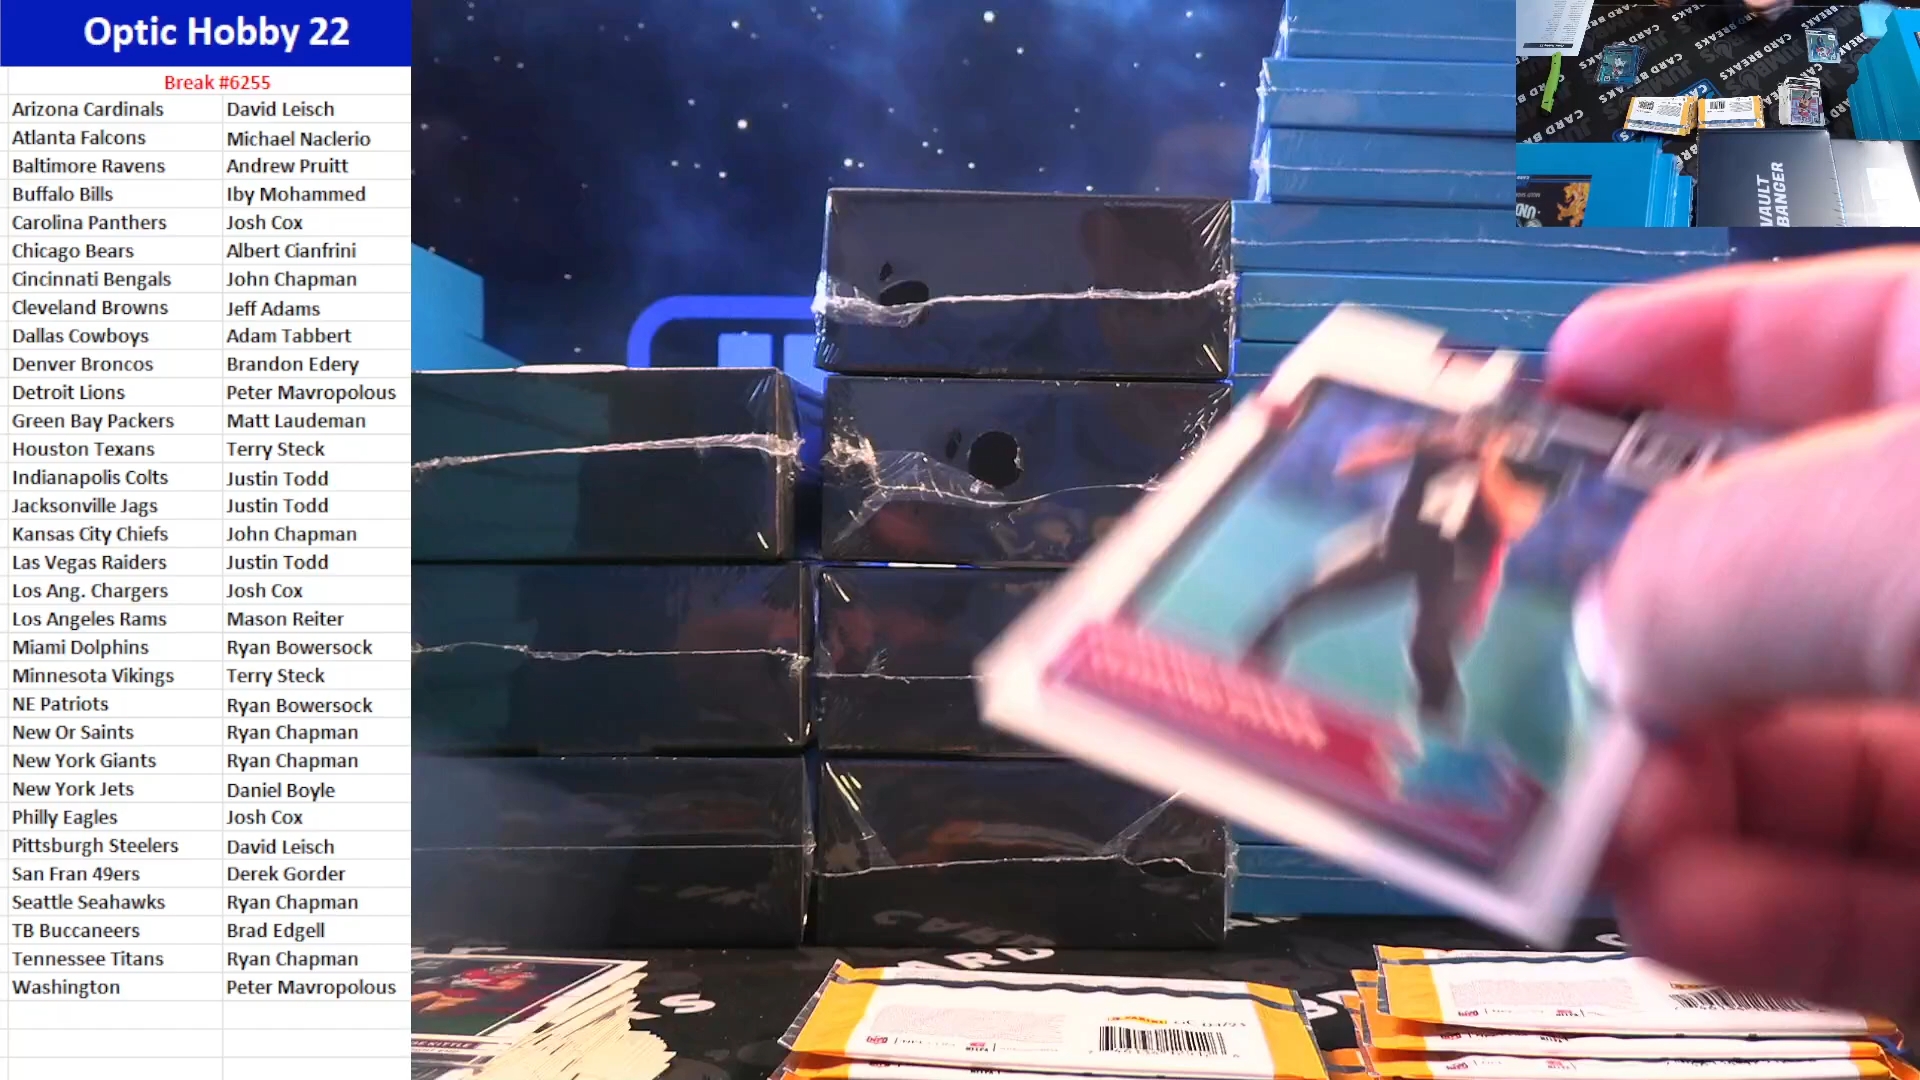 Optic Hobby 22
Break #6255
Arizona Cardinals David Leisch
Atlanta Falcons Michael Naclerio
Baltimore Ravens Andrew Pruitt
Buffalo Bills Iby Mohammed
Carolina Panthers Josh Cox
Chicago Bears Albert Cianfrini
Cincinnati Bengals John Chapman
Cleveland Browns Jeff Adams
Dallas Cowboys Adam Tabbert
Denver Broncos Brandon Edery
Detroit Lions Peter Mavropolous
Green Bay Packers Matt Laudeman
Houston Texans Terry Steck
Indianapolis Colts Justin Todd
Jacksonville Jags Justin Todd
Kansas City Chiefs John Chapman
Las Vegas Raiders Justin Todd
Los Ang. Chargers Josh Cox
Los Angeles Rams Mason Reiter
Miami Dolphins Ryan Bowersock
Minnesota Vikings Terry Steck
NE Patriots Ryan Bowersock
New Or Saints Ryan Chapman
New York Giants Ryan Chapman
New York Jets Daniel Boyle
Philly Eagles Josh Cox
Pittsburgh Steelers David Leisch
San Fran 49ers Derek Gorder
Seattle Seahawks Ryan Chapman
TB Buccaneers Brad Edgell
Tennessee Titans Ryan Chapman
Washington Peter Mavropolous
VAULT
BANGER
CARD BREAKS
CARD BREAKS
KITTLE